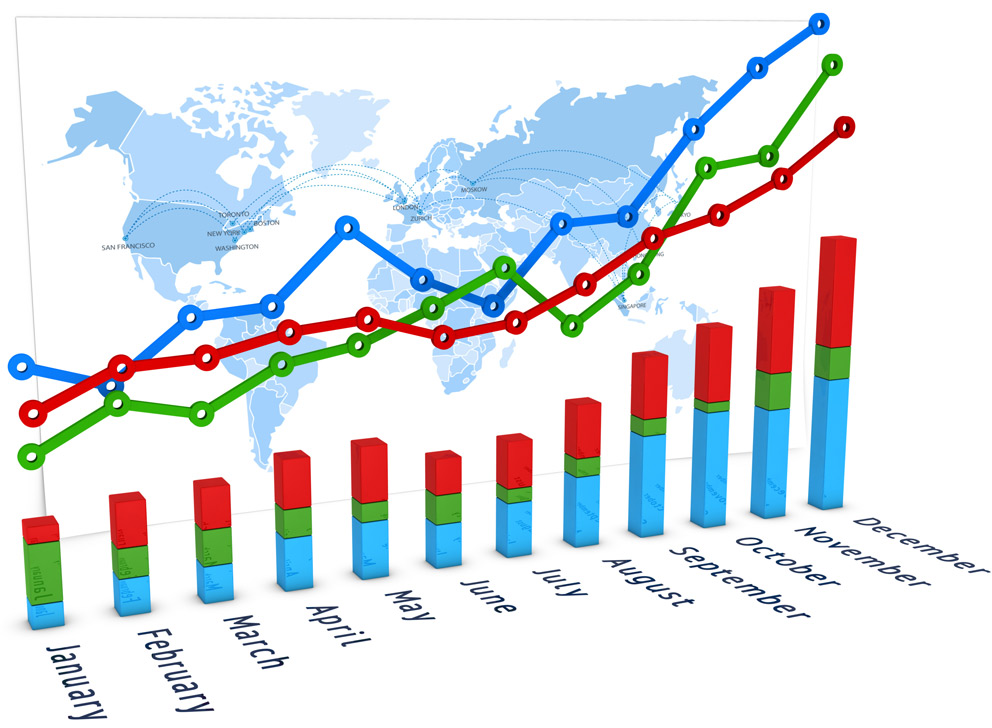 TORONTO
BOSTON
NEW YORK
WASHINGTON
SAN FRANCISCO
LONDON
ZURICH
MOSKOW
SINGAPORE
January
February
March
April
May
June
July
August
September
October
November
December